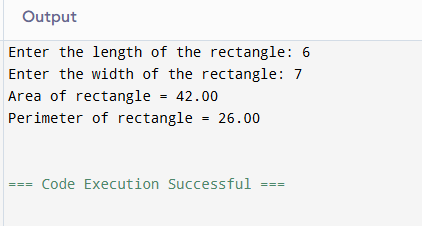 Output
Enter the length of the rectangle: 6
Enter the width of the rectangle: 7
Area of rectangle = 42.00
Perimeter of rectangle = 26.00
=== Code Execution Successful ===